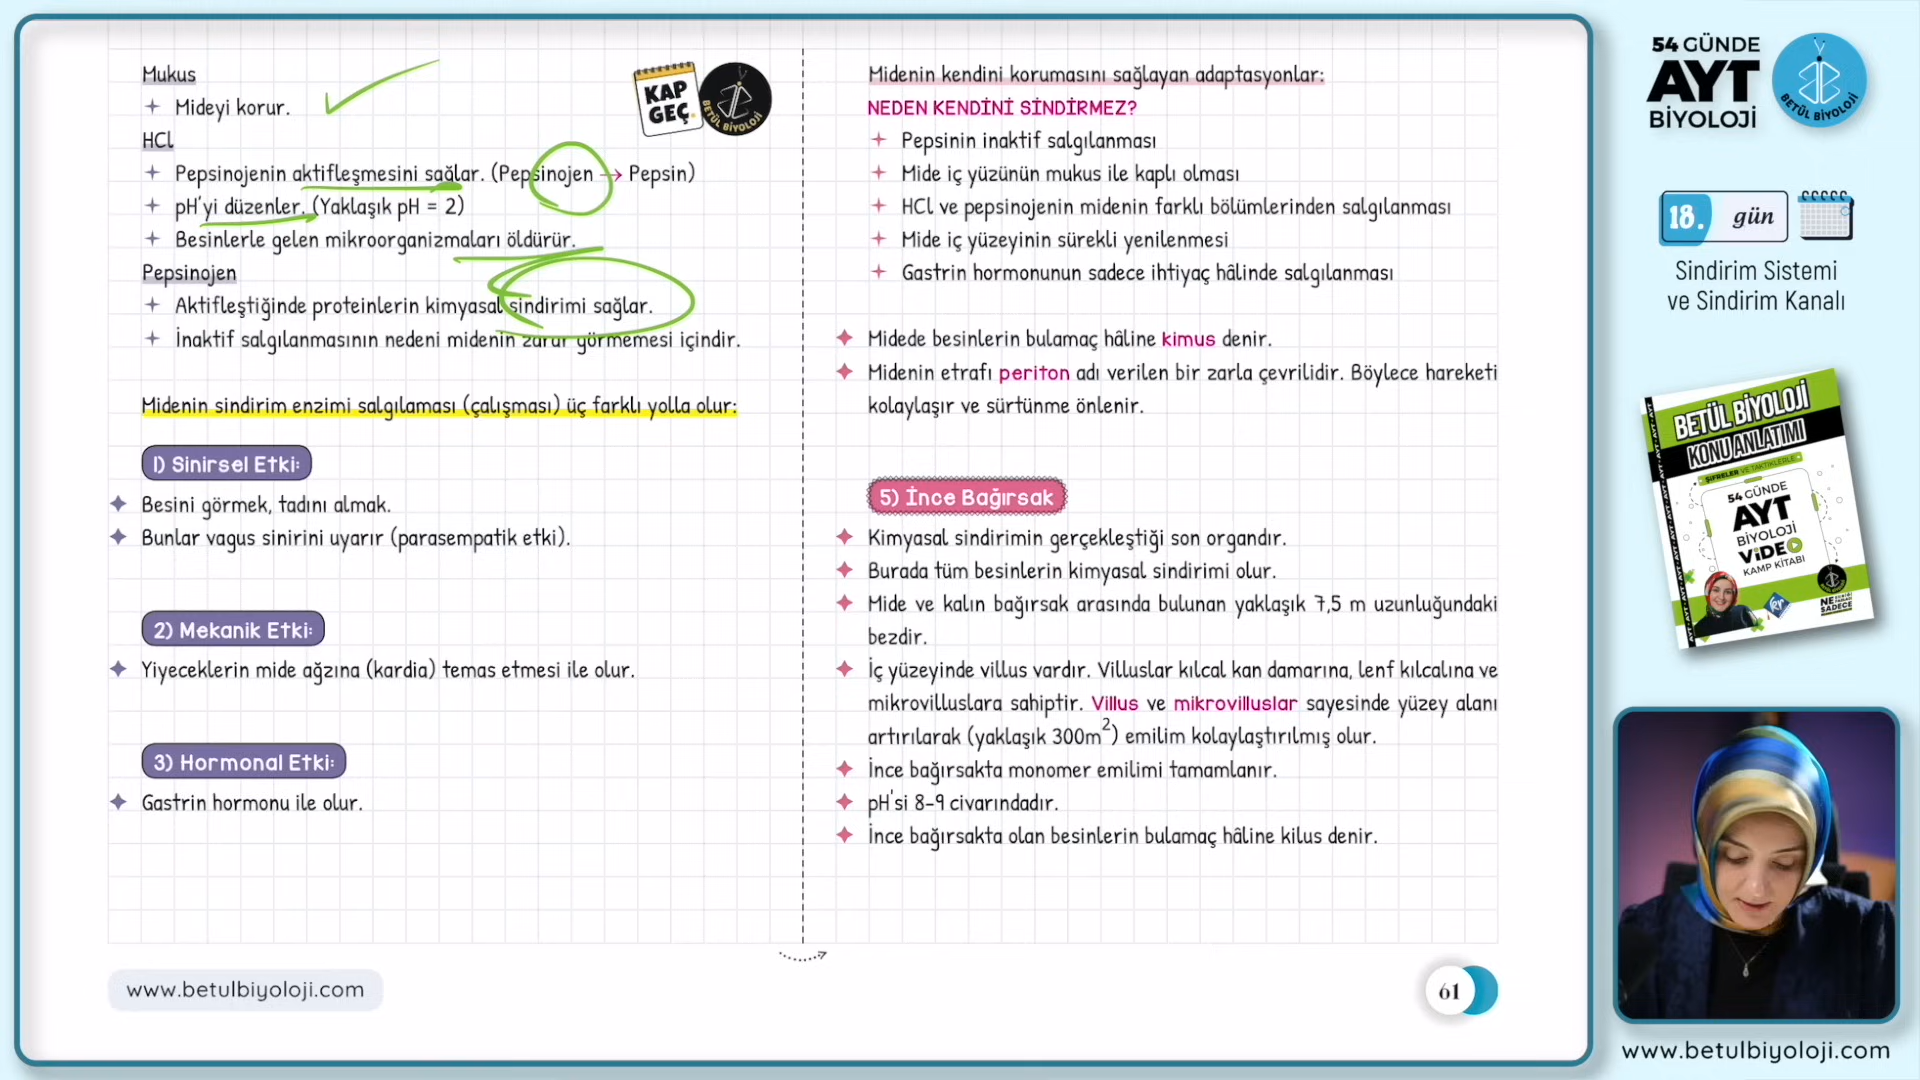 Mukus
Mideyi korur.
HCl
Pepsinojenin aktifleşmesini sağlar. (Pepsinojen → Pepsin)
pH'yi düzenler. (Yaklaşık pH = 2)
Besinlerle gelen mikroorganizmaları öldürür.
Pepsinojen
Aktifleştiğinde proteinlerin kimyasal sindirimi sağlar.
İnaktif salgılanmasının nedeni midenin zarar görmemesi içindir.
Midenin sindirim enzimi salgılaması (çalışması) üç farklı yolla olur:
1) Sinirsel Etki:
Besini görmek, tadını almak.
Bunlar vagus sinirini uyarır (parasempatik etki).
2) Mekanik Etki:
Yiyeceklerin mide ağzına (kardia) temas etmesi ile olur.
3) Hormonal Etki:
Gastrin hormonu ile olur.
KAP
GEÇ.
BETÜL BİYOLOJİ
Midenin kendini korumasını sağlayan adaptasyonlar:
NEDEN KENDİNİ SİNDİRMEZ?
Pepsinin inaktif salgılanması
Mide iç yüzünün mukus ile kaplı olması
HCl ve pepsinojenin midenin farklı bölümlerinden salgılanması
Mide iç yüzeyinin sürekli yenilenmesi
Gastrin hormonunun sadece ihtiyaç hâlinde salgılanması
Midede besinlerin bulamaç hâline kimus denir.
Midenin etrafı periton adı verilen bir zarla çevrilidir. Böylece hareketi
kolaylaşır ve sürtünme önlenir.
5) İnce Bağırsak
Kimyasal sindirimin gerçekleştiği son organdır.
Burada tüm besinlerin kimyasal sindirimi olur.
Mide ve kalın bağırsak arasında bulunan yaklaşık 7,5 m uzunluğundaki
bezdir.
İç yüzeyinde villus vardır. Villuslar kılcal kan damarına, lenf kılcalına ve
mikrovilluslara sahiptir. Villus ve mikrovilluslar sayesinde yüzey alanı
artırılarak (yaklaşık 300m²) emilim kolaylaştırılmış olur.
İnce bağırsakta monomer emilimi tamamlanır.
pH'si 8-9 civarındadır.
İnce bağırsakta olan besinlerin bulamaç hâline kilus denir.
www.betulbiyoloji.com
61
54 GÜNDE
AYT
BİYOLOJİ
BETÜL BİYOLOJİ
18. gün
Sindirim Sistemi
ve Sindirim Kanalı
BETÜL BİYOLOJİ
KONU ANLATIMI
ŞİFRELER VE TAKTİKLERLE
54 GÜNDE
AYT
BİYOLOJİ
VİDEO
KAMP KİTABI
www.betulbiyoloji.com